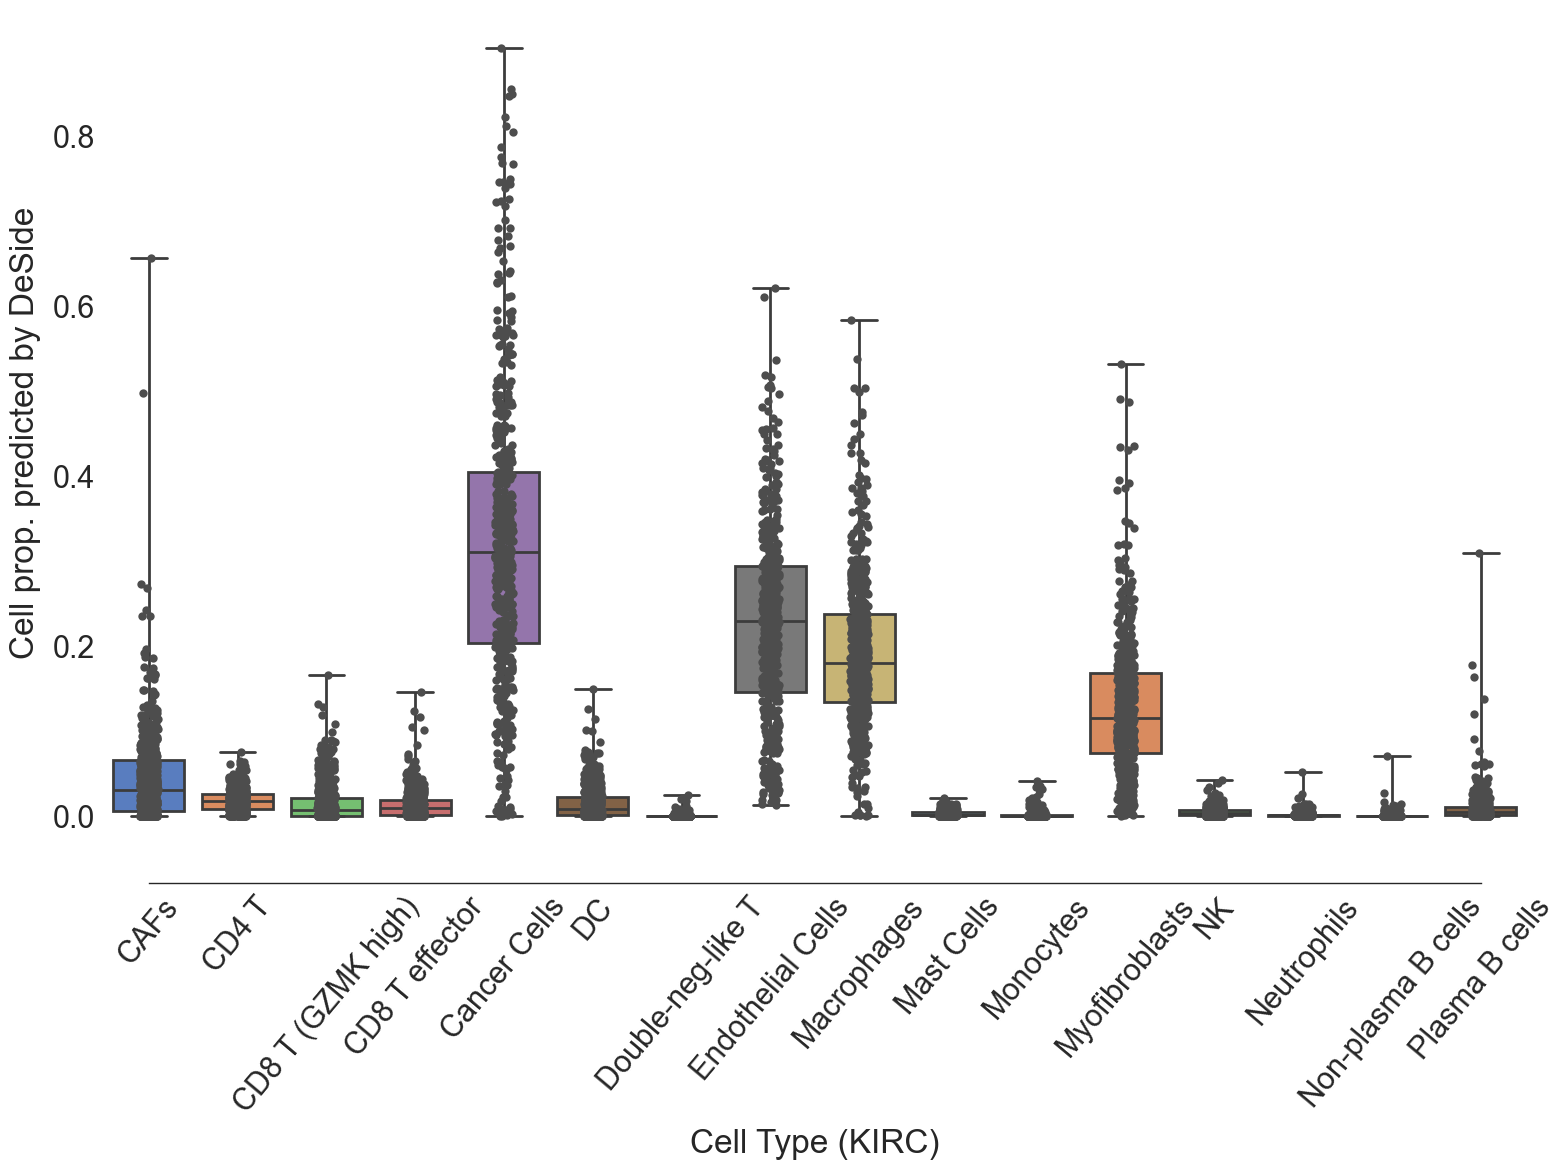 Cell prop. predicted by DeSide
0.8
0.6
0.4
0.2
0.0
CAFs
CD4 T
CD8 T (GZMK high)
CD8 T effector
Cancer Cells
DC
Double-neg-like T
Endothelial Cells
Macrophages
Mast Cells
Monocytes
Myofibroblasts
NK
Neutrophils
Non-plasma B cells
Plasma B cells
Cell Type (KIRC)